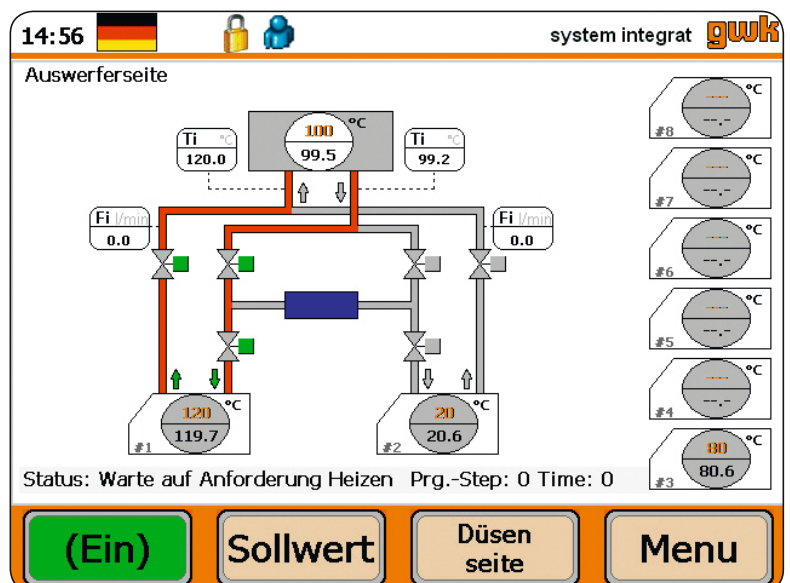 14:56
system integrat gwk
Auswerferseite
100 °C
99.5
Ti °C
120.0
Ti °C
99.2
Fi l/min
0.0
Fi l/min
0.0
120 °C
119.7
#1
20 °C
20.6
#2
--- °C
--.-
#8
--- °C
--.-
#7
--- °C
--.-
#6
--- °C
--.-
#5
--- °C
--.-
#4
80 °C
80.6
#3
Status: Warte auf Anforderung Heizen Prg.-Step: 0 Time: 0
(Ein)
Sollwert
Düsen
seite
Menu